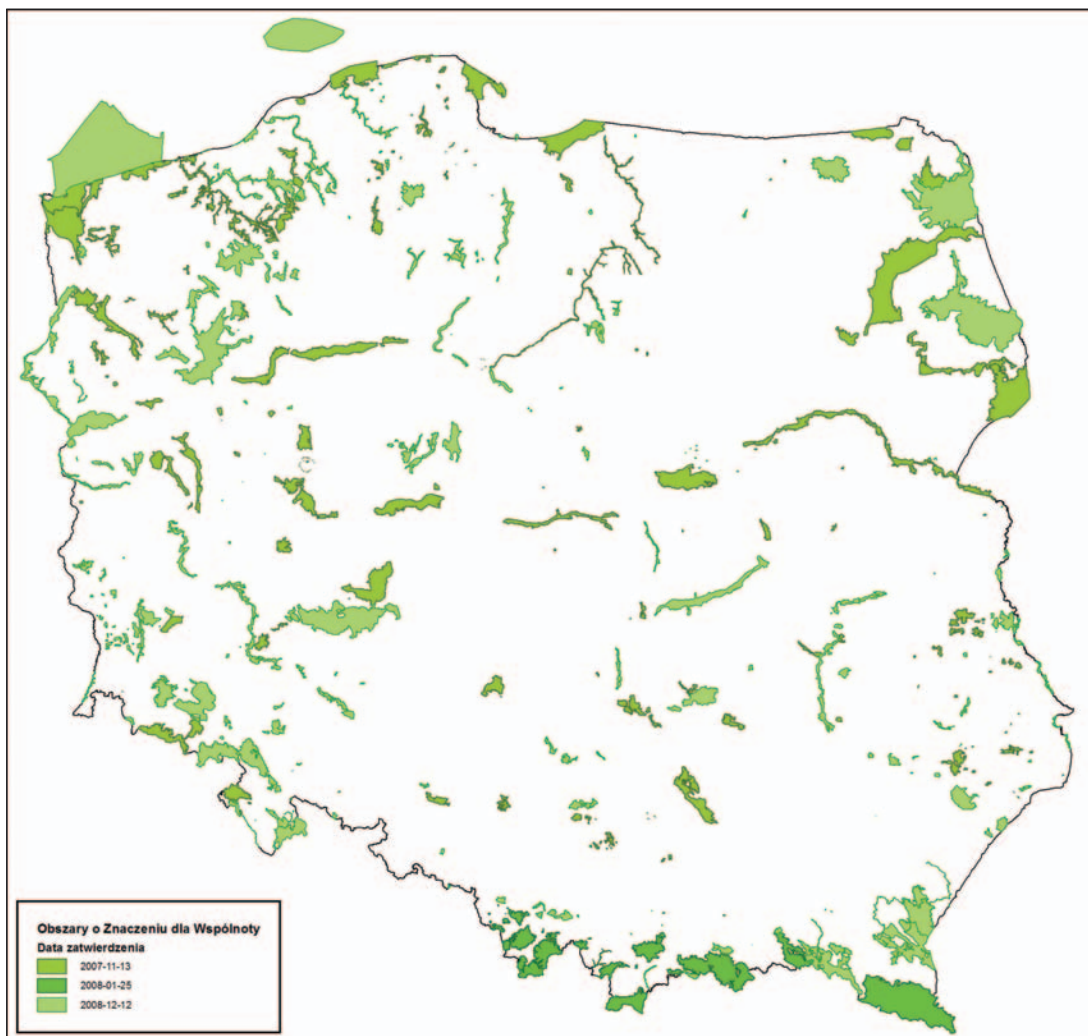 Obszary o Znaczeniu dla Wspólnoty
Data zatwierdzenia
2007-11-13
2008-01-25
2008-12-12